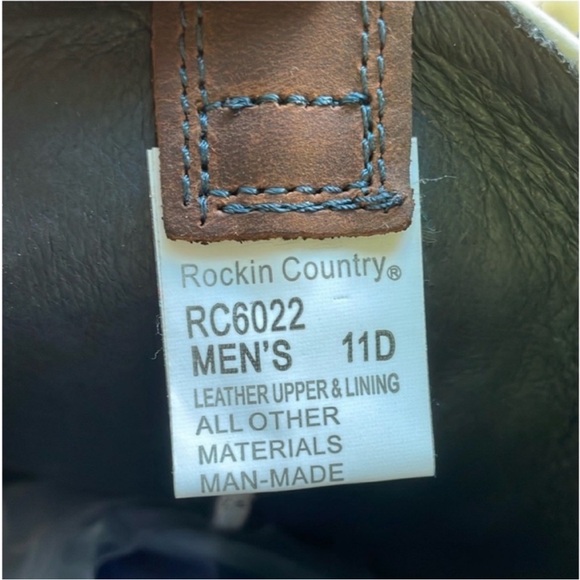 Rockin Country®
RC6022
MEN'S 11D
LEATHER UPPER & LINING
ALL OTHER
MATERIALS
MAN-MADE